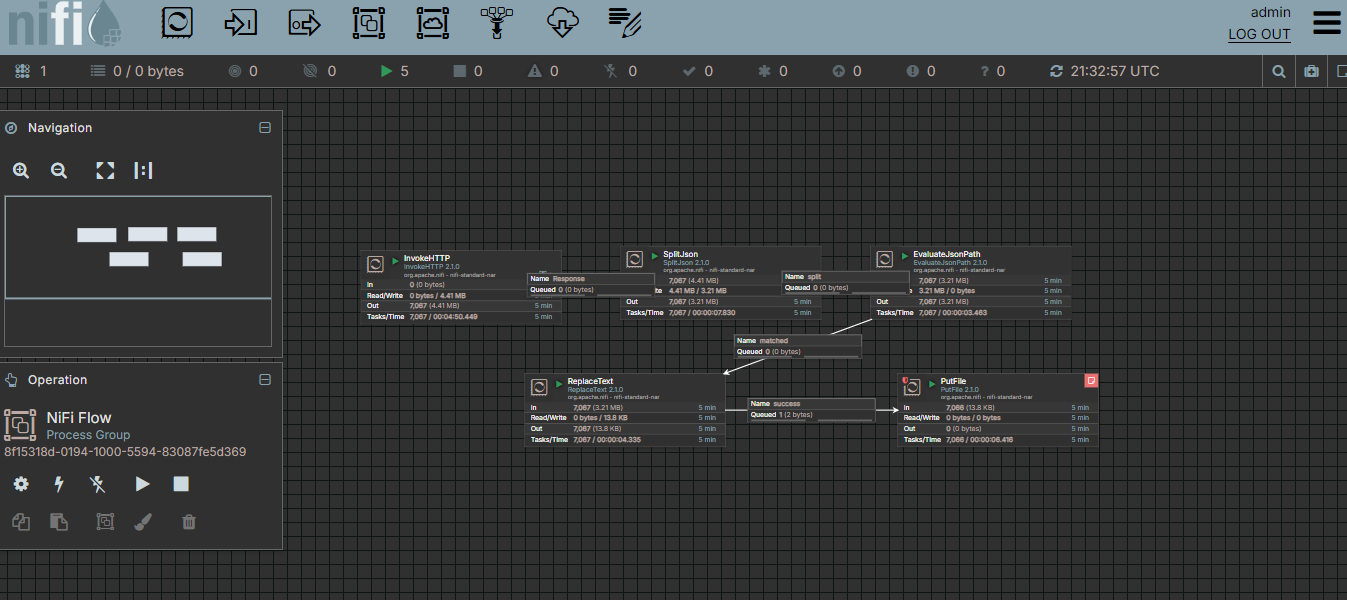 nifi
admin
LOG OUT
1
0 / 0 bytes
0
0
5
0
0
0
0
0
0
0
? 0
21:32:57 UTC
Navigation
Operation
NiFi Flow
Process Group
8f15318d-0194-1000-5594-83087fe5d369
InvokeHTTP
InvokeHTTP 2.1.0
org.apache.nifi - nifi-standard-nar
In 0 (0 bytes)
Read/Write 0 bytes / 4.41 MB
Out 7,067 (4.41 MB) 5 min
Tasks/Time 7,067 / 00:04:50.449 5 min
Name Response
Queued 0 (0 bytes)
SplitJson
SplitJson 2.1.0
org.apache.nifi - nifi-standard-nar
7,067 (4.41 MB)
4.41 MB / 3.21 MB
Out 7,067 (3.21 MB) 5 min
Tasks/Time 7,067 / 00:00:07.830 5 min
Name split
Queued 0 (0 bytes)
EvaluateJsonPath
EvaluateJsonPath 2.1.0
org.apache.nifi - nifi-standard-nar
7,067 (3.21 MB) 5 min
3.21 MB / 0 bytes 5 min
Out 7,067 (3.21 MB) 5 min
Tasks/Time 7,067 / 00:00:03.463 5 min
Name matched
Queued 0 (0 bytes)
ReplaceText
ReplaceText 2.1.0
org.apache.nifi - nifi-standard-nar
In 7,067 (3.21 MB) 5 min
Read/Write 0 bytes / 13.8 KB 5 min
Out 7,067 (13.8 KB) 5 min
Tasks/Time 7,067 / 00:00:04.335 5 min
Name success
Queued 1 (2 bytes)
PutFile
PutFile 2.1.0
org.apache.nifi - nifi-standard-nar
In 7,066 (13.8 KB) 5 min
Read/Write 0 bytes / 0 bytes 5 min
Out 0 (0 bytes) 5 min
Tasks/Time 7,066 / 00:00:06.416 5 min